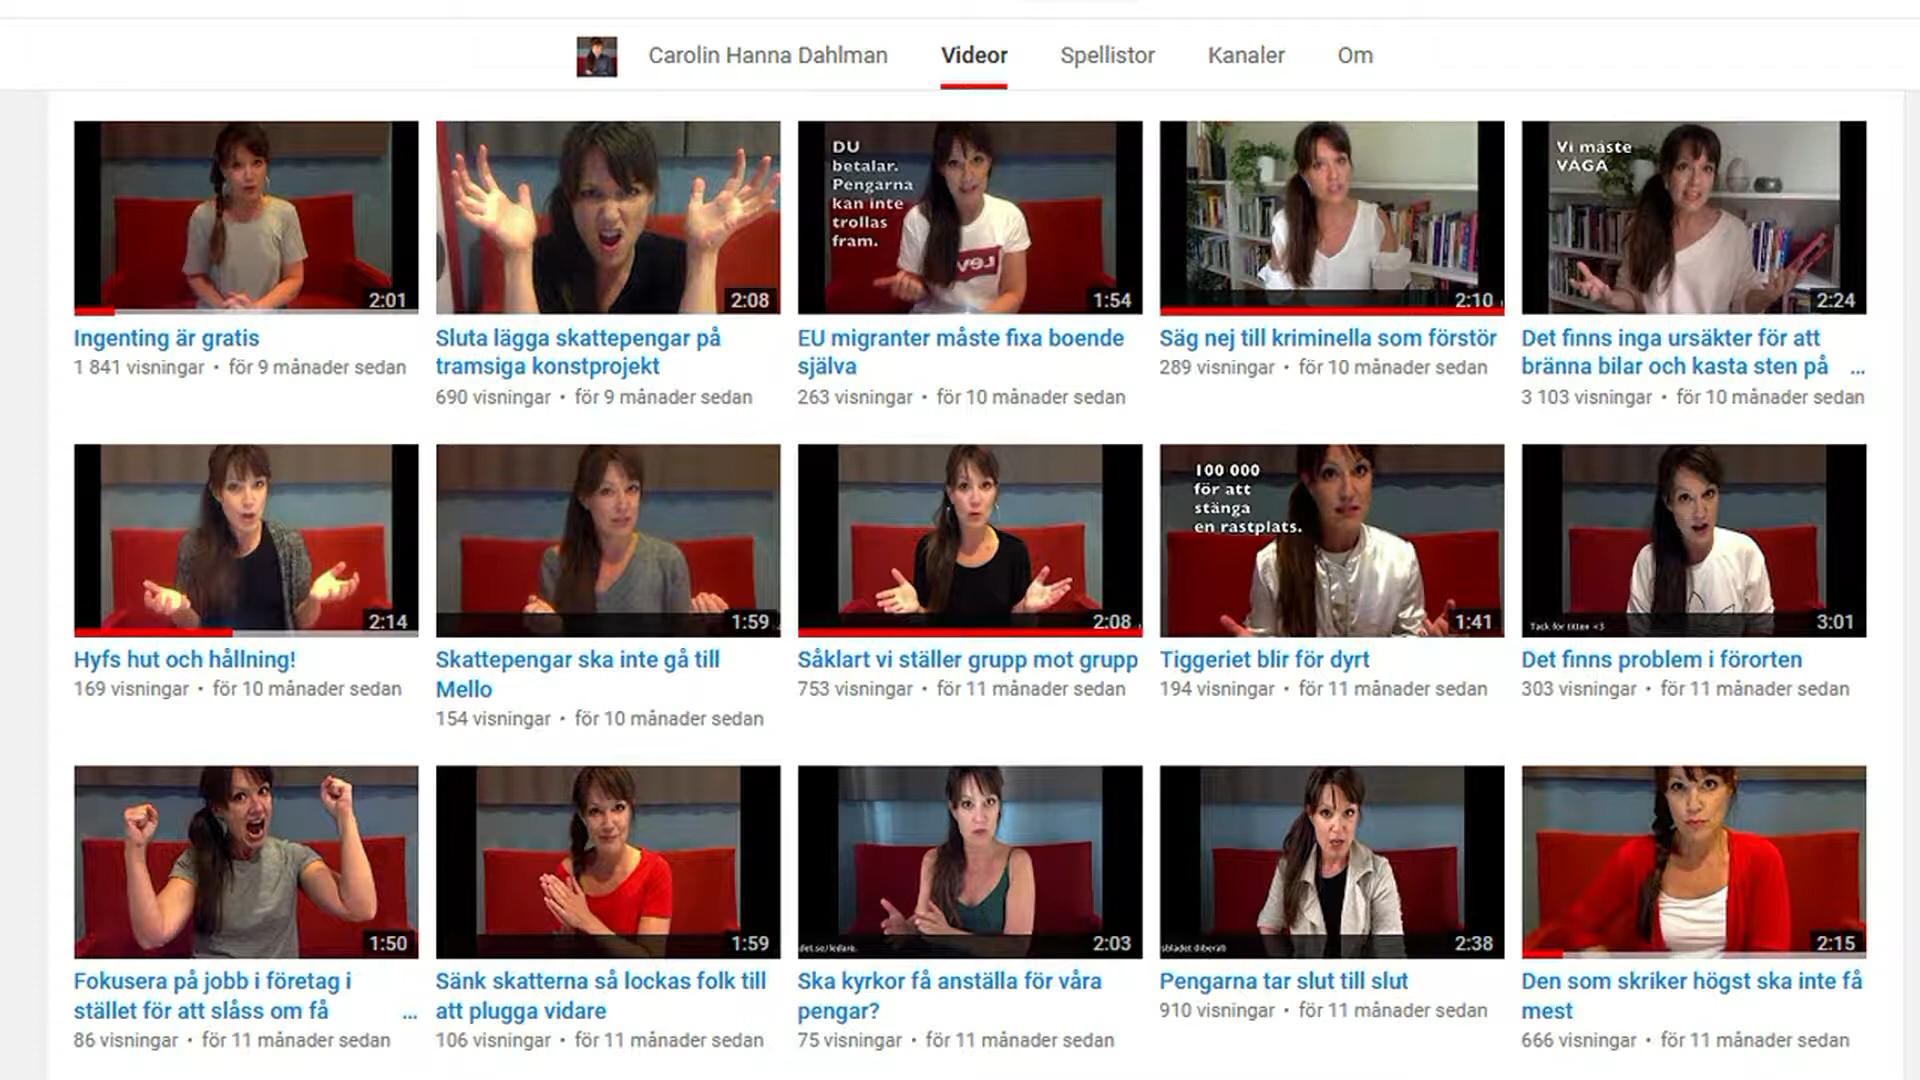 Carolin Hanna Dahlman Videor Spellistor Kanaler Om
2:01
Ingenting är gratis
1 841 visningar • för 9 månader sedan
2:08
Sluta lägga skattepengar på
tramsiga konstprojekt
690 visningar • för 9 månader sedan
DU
betalar.
Pengarna
kan inte
trollas
fram.
1:54
EU migranter måste fixa boende
själva
263 visningar • för 10 månader sedan
2:10
Säg nej till kriminella som förstör
289 visningar • för 10 månader sedan
Vi måste
VÅGA
2:24
Det finns inga ursäkter för att
bränna bilar och kasta sten på ...
3 103 visningar • för 10 månader sedan
2:14
Hyfs hut och hållning!
169 visningar • för 10 månader sedan
1:59
Skattepengar ska inte gå till
Mello
154 visningar • för 10 månader sedan
2:08
Såklart vi ställer grupp mot grupp
753 visningar • för 11 månader sedan
100 000
för att
stänga
en rastplats.
1:41
Tiggeriet blir för dyrt
194 visningar • för 11 månader sedan
Tack för titten <3
3:01
Det finns problem i förorten
303 visningar • för 11 månader sedan
1:50
Fokusera på jobb i företag i
stället för att slåss om få ...
86 visningar • för 11 månader sedan
1:59
Sänk skatterna så lockas folk till
att plugga vidare
106 visningar • för 11 månader sedan
det.se/ledare.
2:03
Ska kyrkor få anställa för våra
pengar?
75 visningar • för 11 månader sedan
sbladet (liberal)
2:38
Pengarna tar slut till slut
910 visningar • för 11 månader sedan
2:15
Den som skriker högst ska inte få
mest
666 visningar • för 11 månader sedan